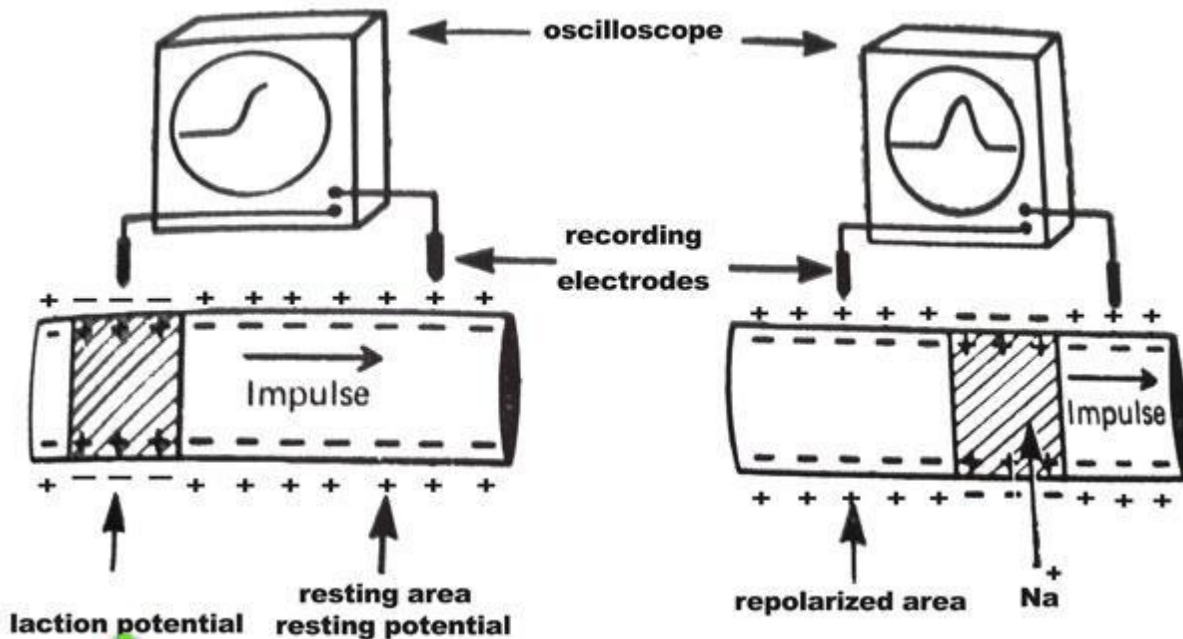 oscilloscope
recording
electrodes
Impulse
Impulse
laction potential
resting area
resting potential
repolarized area
Na+